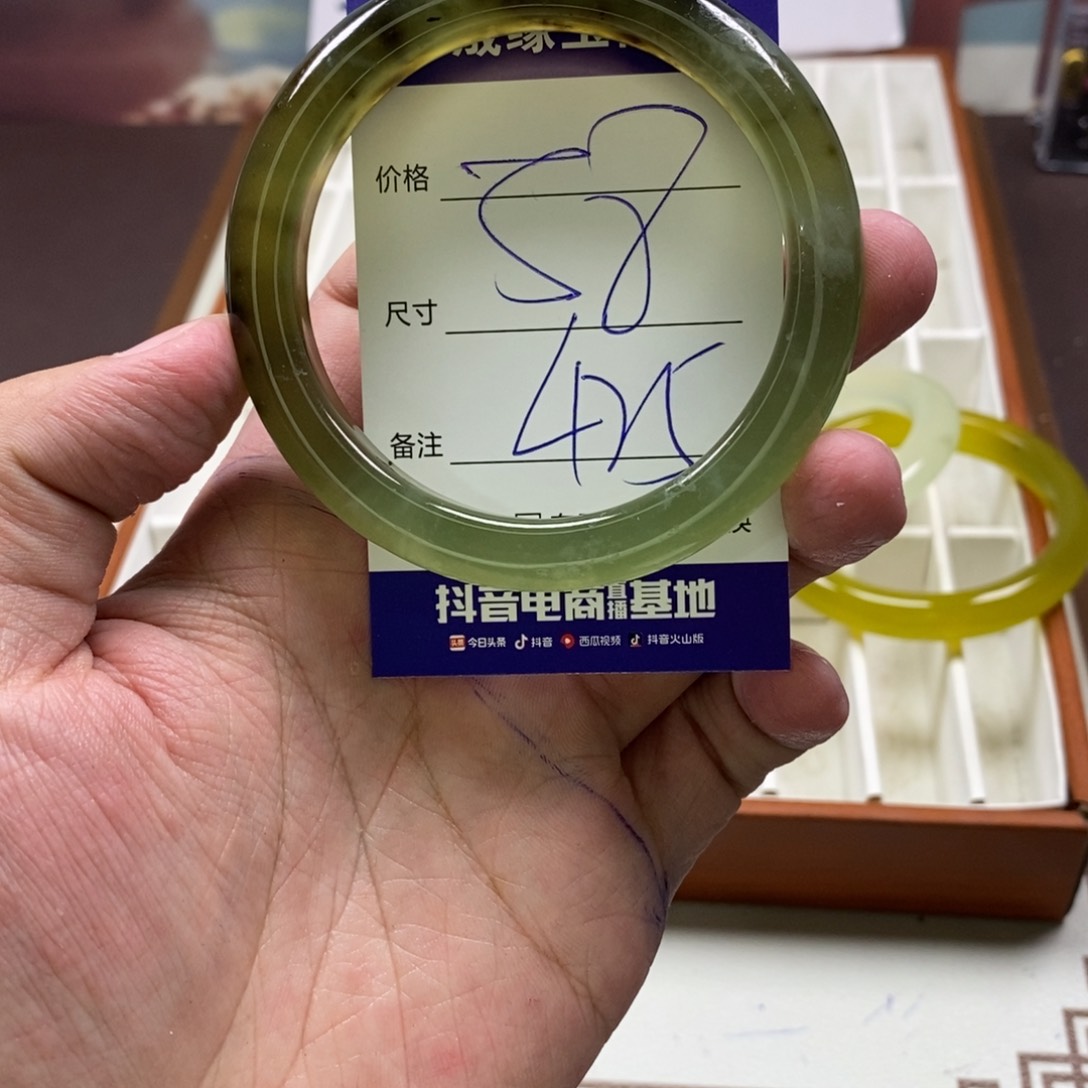 缘
价格 58
尺寸
备注
抖音电商直播基地
今日头条 抖音 西瓜视频 抖音火山版